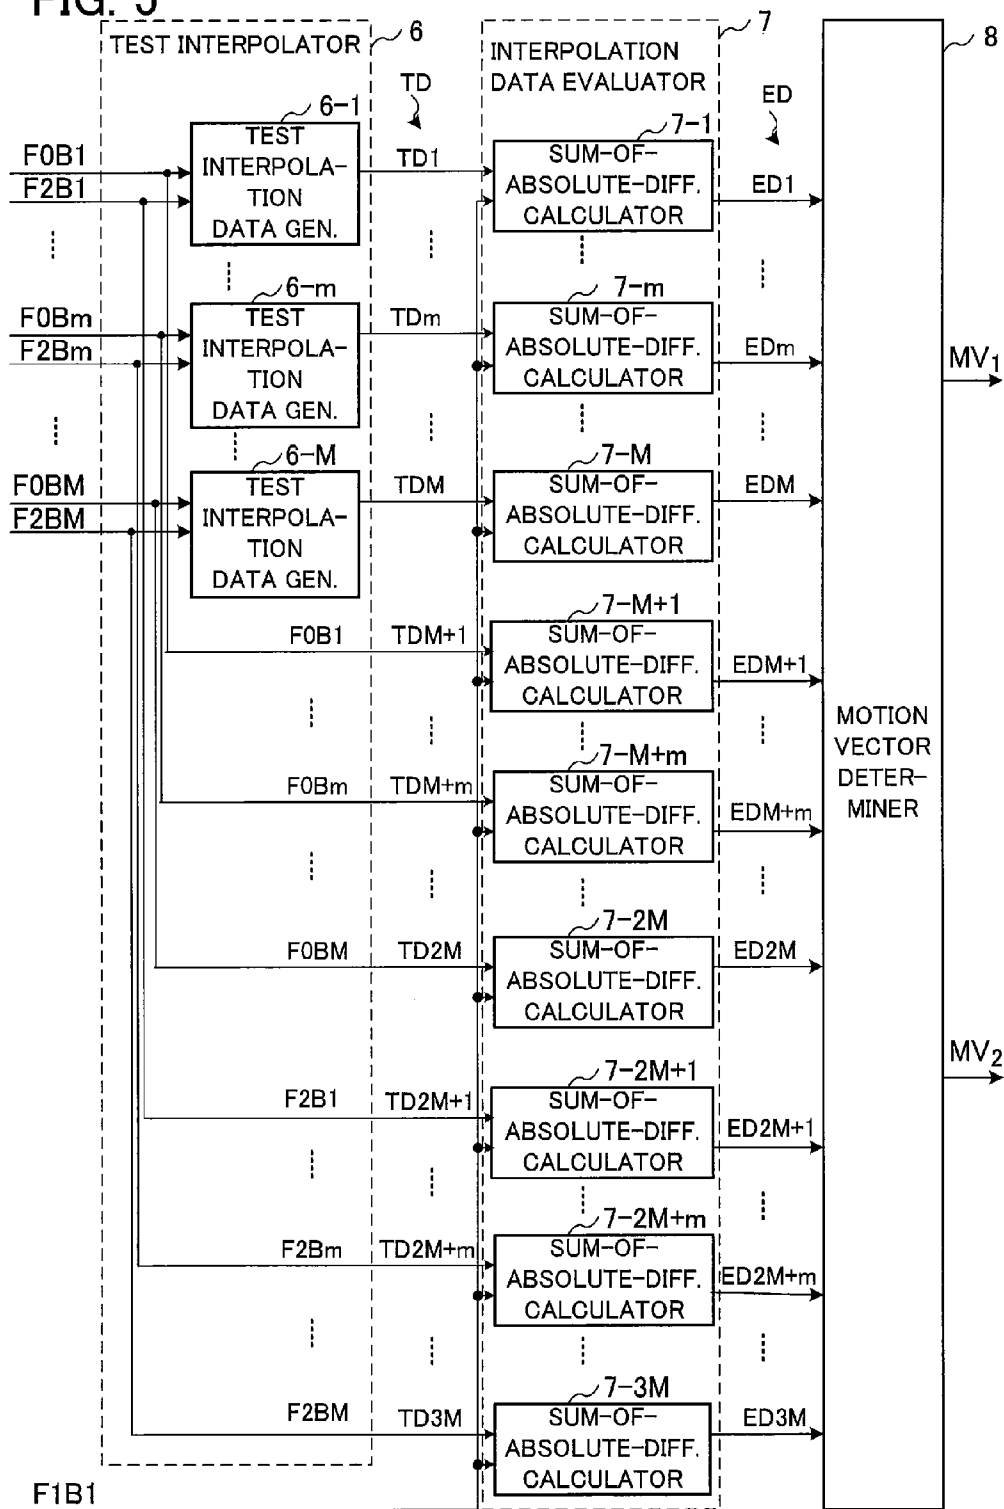 FIG. 5
TEST INTERPOLATOR
6
INTERPOLATION
DATA EVALUATOR
7
8
TD
ED
6-1
TEST
INTERPOLA-
TION
DATA GEN.
F0B1
F2B1
TD1
7-1
SUM-OF-
ABSOLUTE-DIFF.
CALCULATOR
ED1
6-m
TEST
INTERPOLA-
TION
DATA GEN.
F0Bm
F2Bm
TDm
7-m
SUM-OF-
ABSOLUTE-DIFF.
CALCULATOR
EDm
MV1
6-M
TEST
INTERPOLA-
TION
DATA GEN.
F0BM
F2BM
TDM
7-M
SUM-OF-
ABSOLUTE-DIFF.
CALCULATOR
EDM
F0B1
TDM+1
7-M+1
SUM-OF-
ABSOLUTE-DIFF.
CALCULATOR
EDM+1
MOTION
VECTOR
DETER-
MINER
F0Bm
TDM+m
7-M+m
SUM-OF-
ABSOLUTE-DIFF.
CALCULATOR
EDM+m
F0BM
TD2M
7-2M
SUM-OF-
ABSOLUTE-DIFF.
CALCULATOR
ED2M
MV2
F2B1
TD2M+1
7-2M+1
SUM-OF-
ABSOLUTE-DIFF.
CALCULATOR
ED2M+1
F2Bm
TD2M+m
7-2M+m
SUM-OF-
ABSOLUTE-DIFF.
CALCULATOR
ED2M+m
F2BM
TD3M
7-3M
SUM-OF-
ABSOLUTE-DIFF.
CALCULATOR
ED3M
F1B1